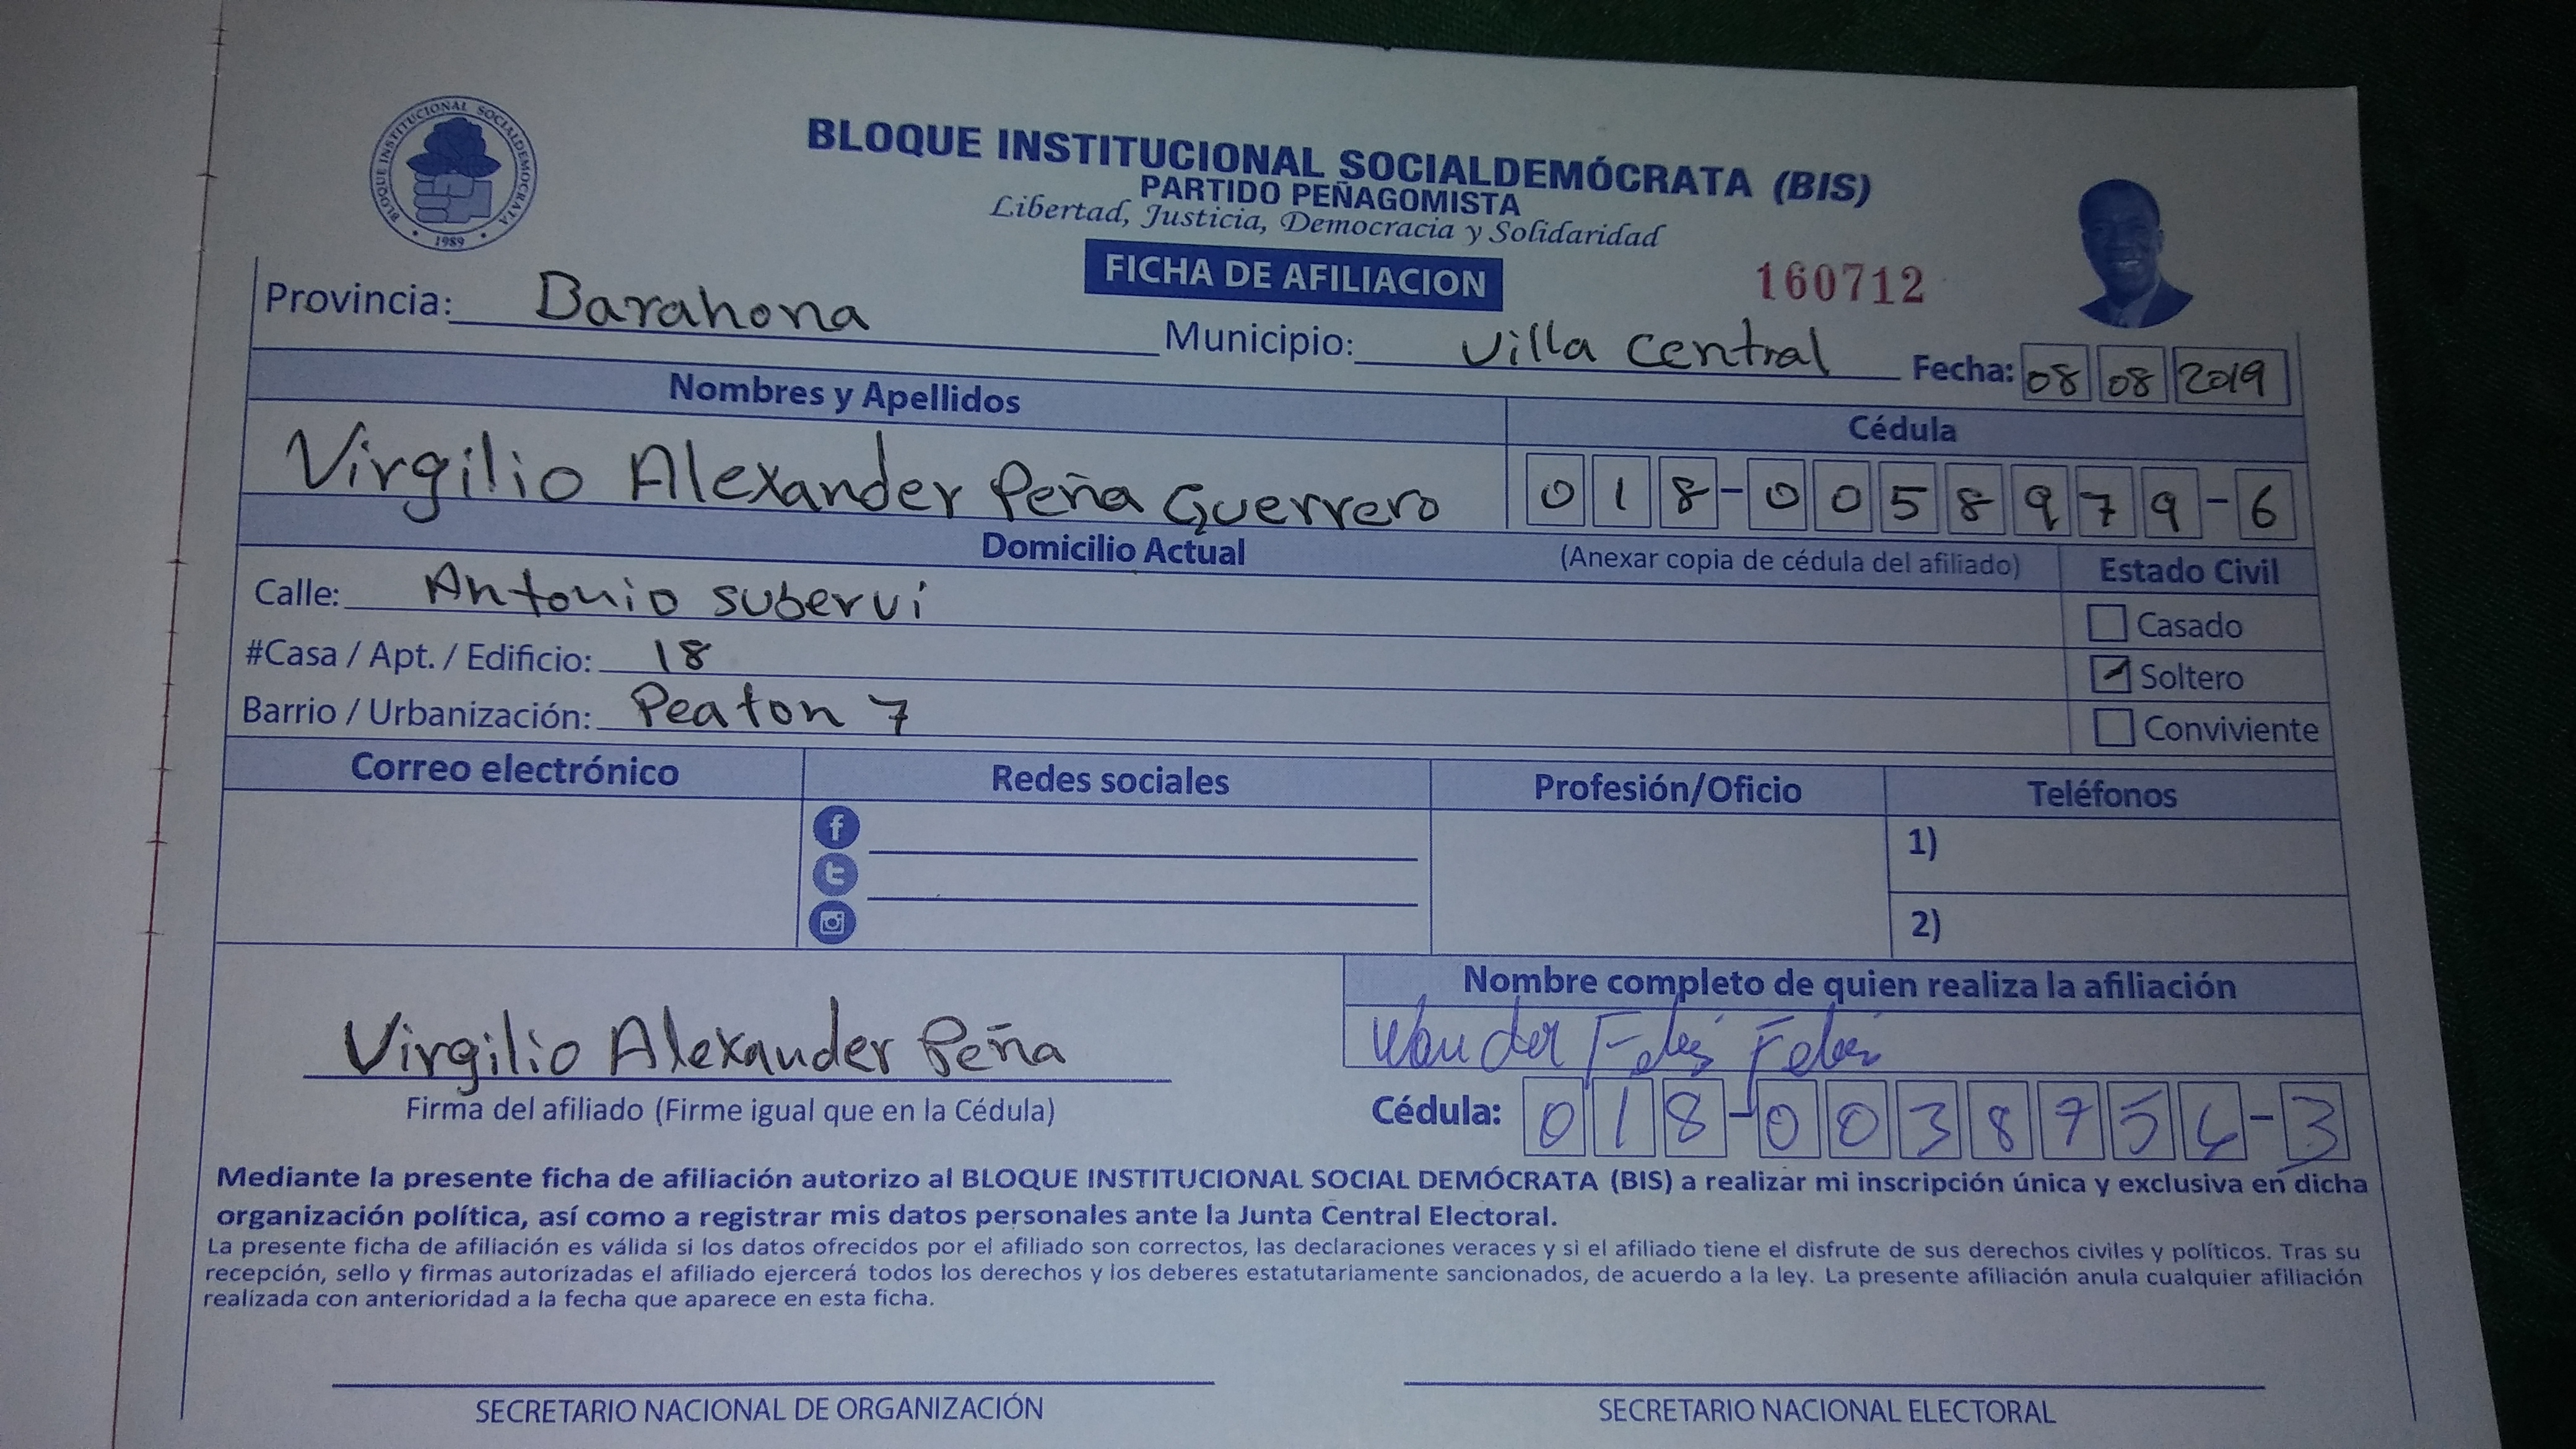 BLOQUE INSTITUCIONAL SOCIALDEMOCRATA
1989
BLOQUE INSTITUCIONAL SOCIALDEMÓCRATA (BIS)
PARTIDO PEÑAGOMISTA
Libertad, Justicia, Democracia y Solidaridad
FICHA DE AFILIACION
160712
Provincia: Barahona Municipio: Villa Central Fecha: 08 08 2019
Nombres y Apellidos Cédula
Virgilio Alexander Peña Guerrero 018-0058979-6
Domicilio Actual (Anexar copia de cédula del afiliado) Estado Civil
Calle: Antonio subervi
Casado
#Casa / Apt. / Edificio: 18
Soltero
Barrio / Urbanización: Peaton 7
Conviviente
Correo electrónico Redes sociales Profesión/Oficio Teléfonos
1)
2)
Nombre completo de quien realiza la afiliación
Virgilio Alexander Peña
Wander Feliz Feliz
Firma del afiliado (Firme igual que en la Cédula)
Cédula: 018-003875-3
Mediante la presente ficha de afiliación autorizo al BLOQUE INSTITUCIONAL SOCIAL DEMÓCRATA (BIS) a realizar mi inscripción única y exclusiva en dicha
organización política, así como a registrar mis datos personales ante la Junta Central Electoral.
La presente ficha de afiliación es válida si los datos ofrecidos por el afiliado son correctos, las declaraciones veraces y si el afiliado tiene el disfrute de sus derechos civiles y políticos. Tras su
recepción, sello y firmas autorizadas el afiliado ejercerá todos los derechos y los deberes estatutariamente sancionados, de acuerdo a la ley. La presente afiliación anula cualquier afiliación
realizada con anterioridad a la fecha que aparece en esta ficha.
SECRETARIO NACIONAL DE ORGANIZACIÓN SECRETARIO NACIONAL ELECTORAL